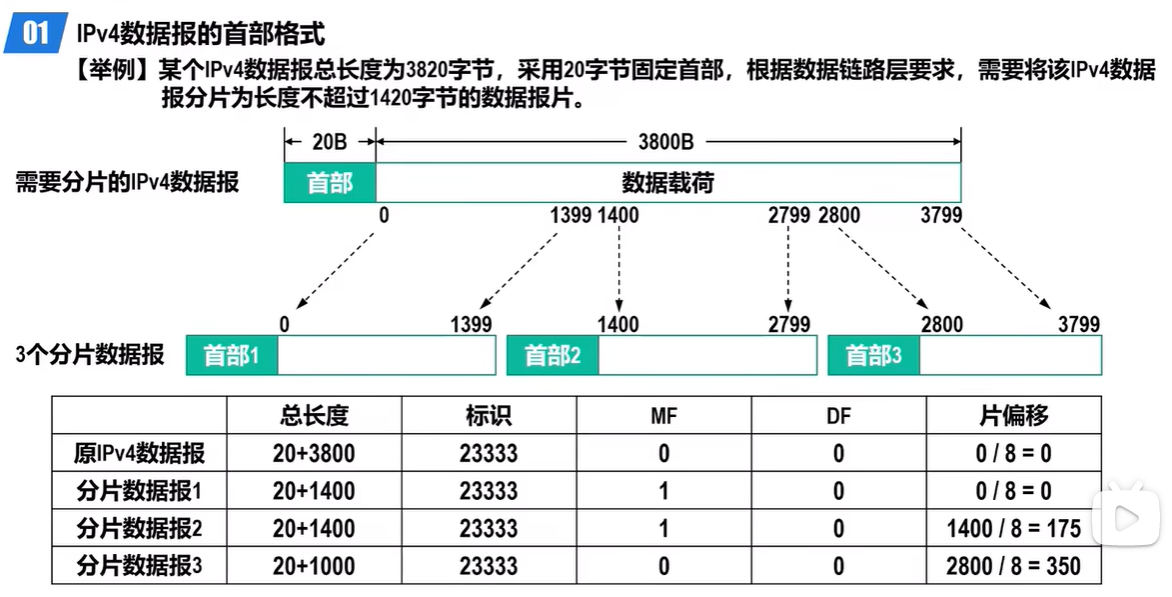 01 IPv4数据报的首部格式
【举例】某个IPv4数据报总长度为3820字节，采用20字节固定首部，根据数据链路层要求，需要将该IPv4数据
报分片为长度不超过1420字节的数据报片。
20B 3800B
需要分片的IPv4数据报 首部 数据载荷
0 1399 1400 2799 2800 3799
0 1399 1400 2799 2800 3799
3个分片数据报 首部1 首部2 首部3
总长度 标识 MF DF 片偏移
原IPv4数据报 20+3800 23333 0 0 0 / 8 = 0
分片数据报1 20+1400 23333 1 0 0 / 8 = 0
分片数据报2 20+1400 23333 1 0 1400 / 8 = 175
分片数据报3 20+1000 23333 0 0 2800 / 8 = 350